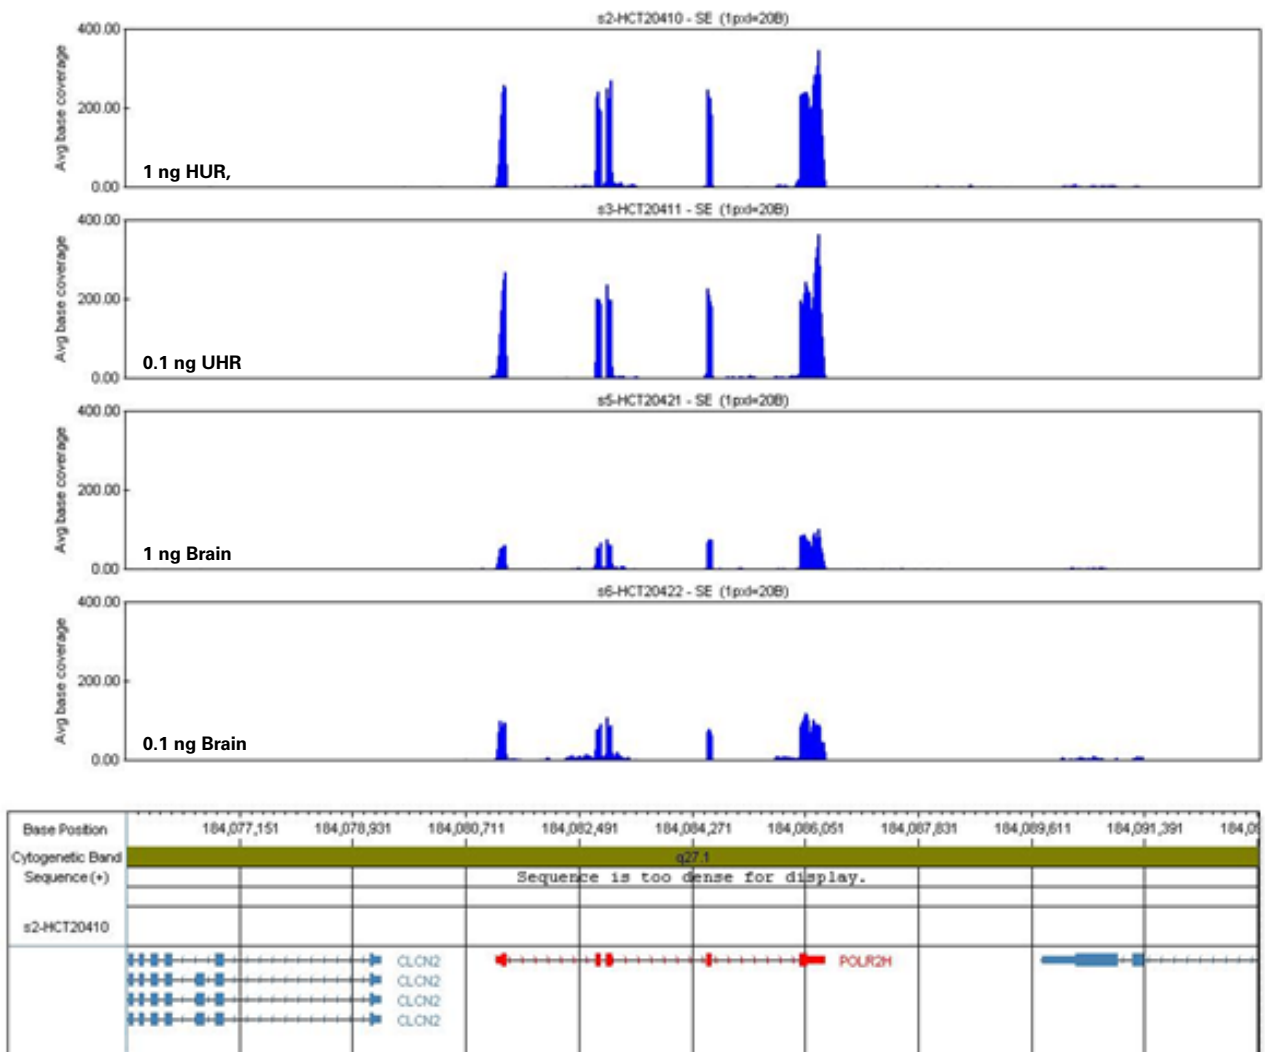 s2-HCT20410 - SE (1pxl=20B)
400.00
200.00
0.00
Avg base coverage
1 ng HUR,
s3-HCT20411 - SE (1pxl=20B)
400.00
200.00
0.00
Avg base coverage
0.1 ng UHR
s5-HCT20421 - SE (1pxl=20B)
400.00
200.00
0.00
Avg base coverage
1 ng Brain
s6-HCT20422 - SE (1pxl=20B)
400.00
200.00
0.00
Avg base coverage
0.1 ng Brain
Base Position 184,077,151 184,078,931 184,080,711 184,082,491 184,084,271 184,086,051 184,087,831 184,089,611 184,091,391 184,09
Cytogenetic Band q27.1
Sequence (+) Sequence is too dense for display.
s2-HCT20410
CLCN2 POLR2H
CLCN2
CLCN2
CLCN2